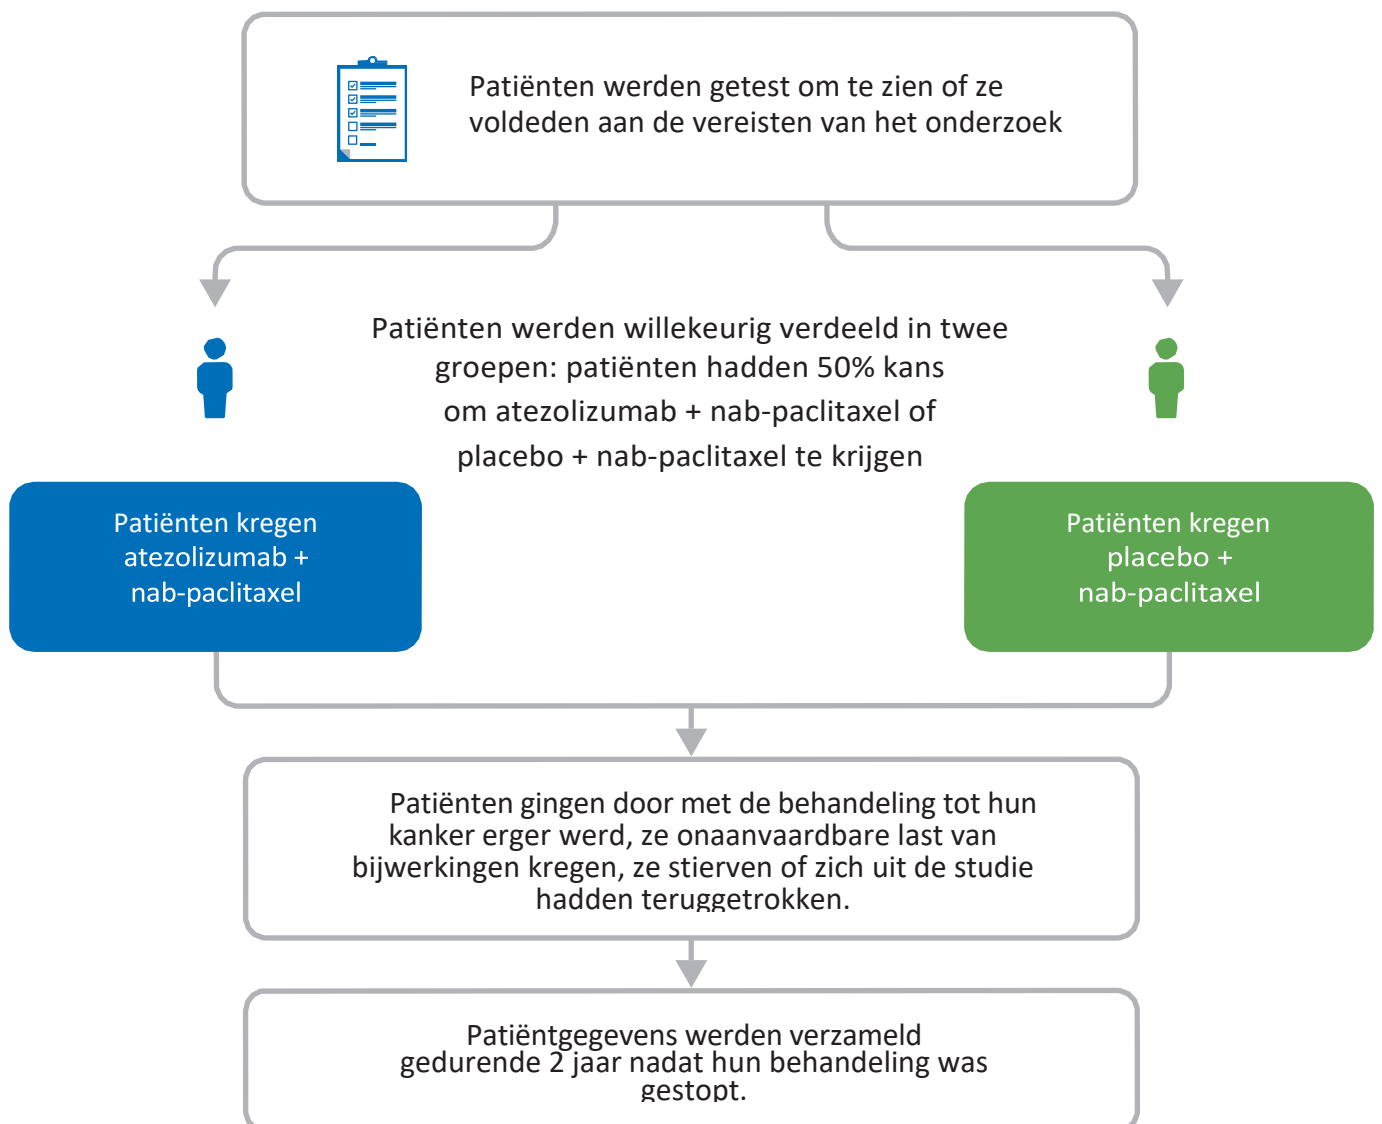 Patiënten werden getest om te zien of ze
voldeden aan de vereisten van het onderzoek
Patiënten werden willekeurig verdeeld in twee
groepen: patiënten hadden 50% kans
om atezolizumab + nab-paclitaxel of
placebo + nab-paclitaxel te krijgen
Patiënten kregen
atezolizumab +
nab-paclitaxel
Patiënten kregen
placebo +
nab-paclitaxel
Patiënten gingen door met de behandeling tot hun
kanker erger werd, ze onaanvaardbare last van
bijwerkingen kregen, ze stierven of zich uit de studie
hadden teruggetrokken.
Patiëntgegevens werden verzameld
gedurende 2 jaar nadat hun behandeling was
gestopt.